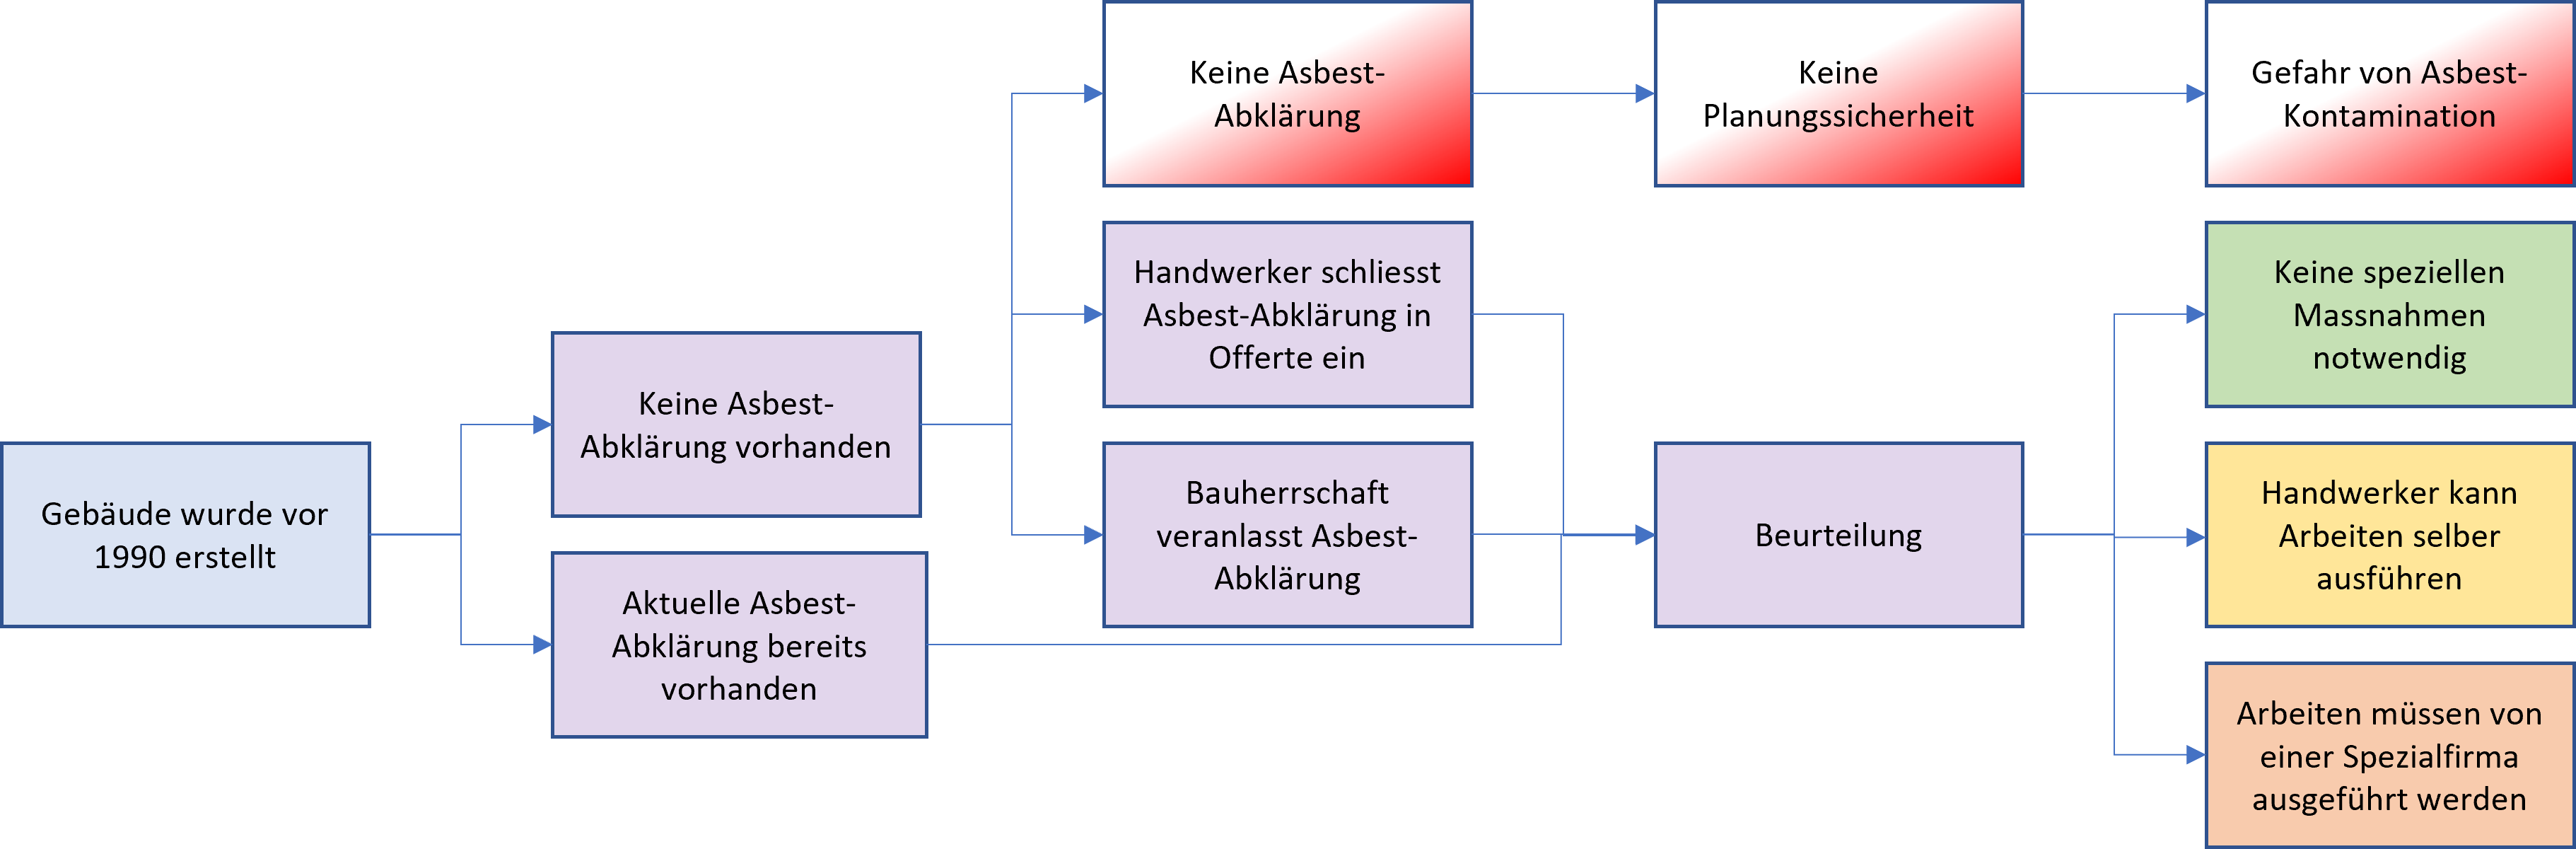 Gebäude wurde vor
1990 erstellt
Keine Asbest-
Abklärung vorhanden
Aktuelle Asbest-
Abklärung bereits
vorhanden
Keine Asbest-
Abklärung
Handwerker schliesst
Asbest-Abklärung in
Offerte ein
Bauherrschaft
veranlasst Asbest-
Abklärung
Keine
Planungssicherheit
Beurteilung
Gefahr von Asbest-
Kontamination
Keine speziellen
Massnahmen
notwendig
Handwerker kann
Arbeiten selber
ausführen
Arbeiten müssen von
einer Spezialfirma
ausgeführt werden